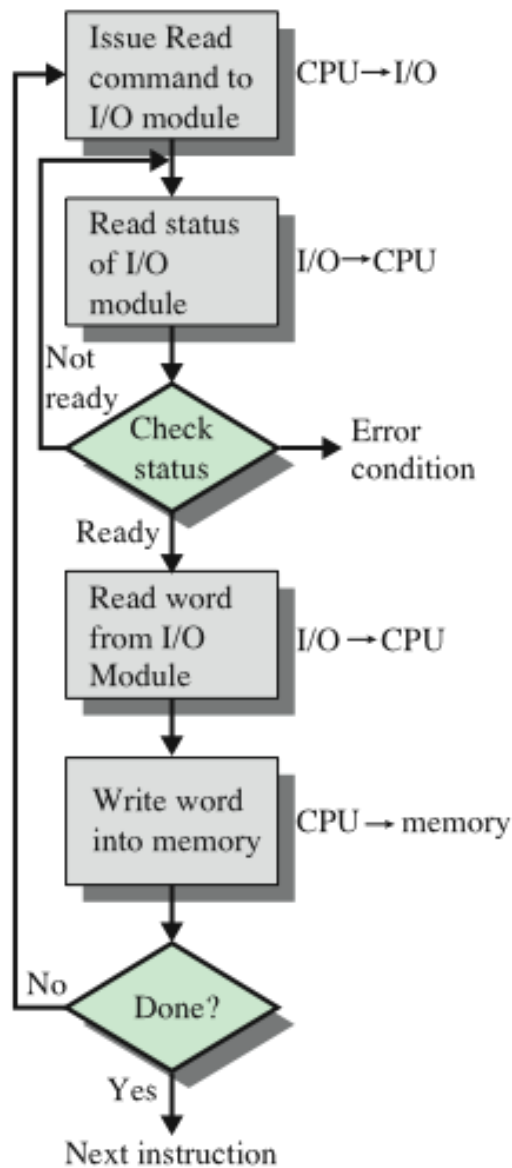 Issue Read
command to
I/O module
CPU→I/O
Read status
of I/O
module
I/O→CPU
Not
ready
Check
status
Error
condition
Ready
Read word
from I/O
Module
I/O → CPU
Write word
into memory
CPU → memory
No
Done?
Yes
Next instruction